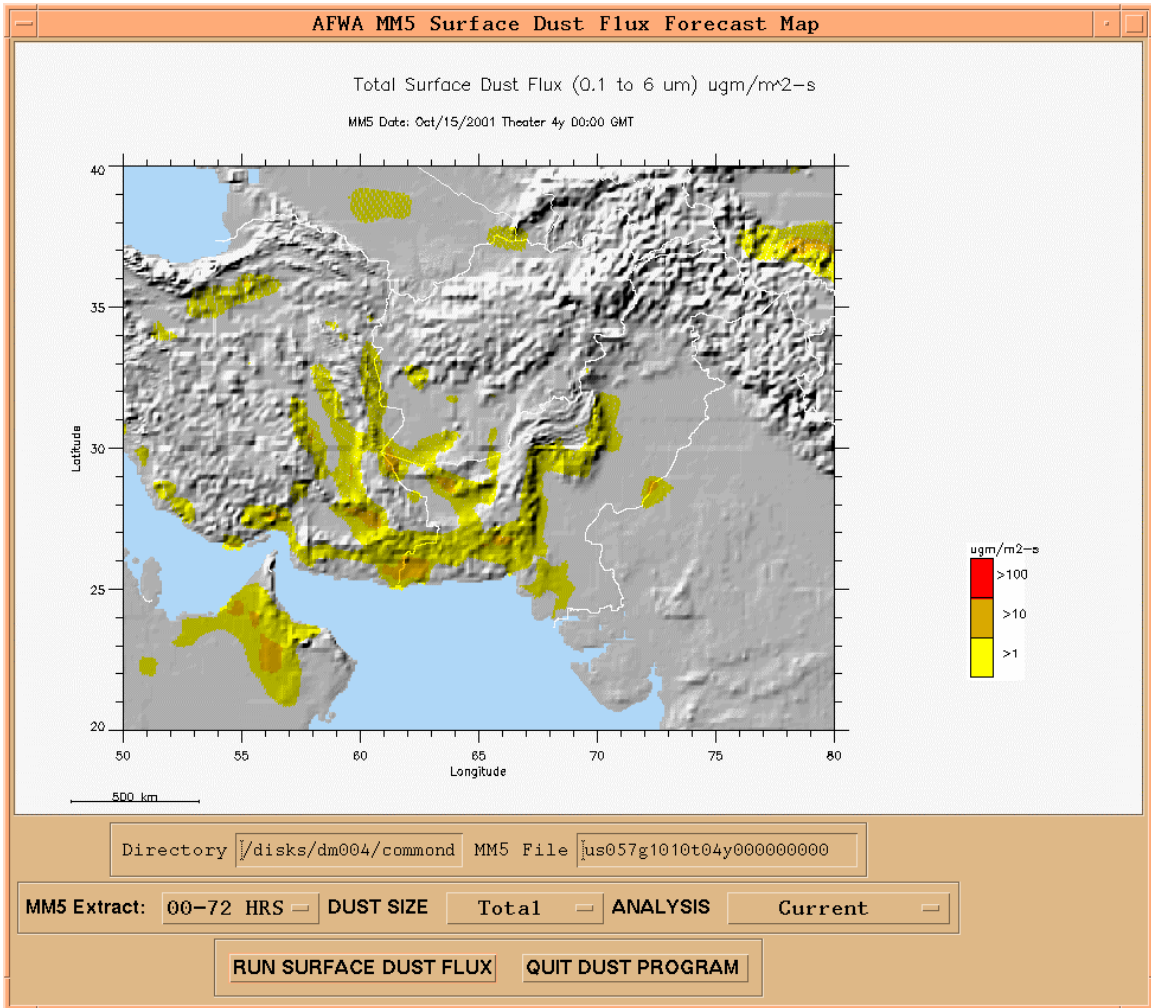 AFWA MM5 Surface Dust Flux Forecast Map
Total Surface Dust Flux (0.1 to 6 um) ugm/m^2-s
MM5 Date: Oct/15/2001 Theater 4y 00:00 GMT
40
35
30
25
20
Latitude
50 55 60 65 70 75 80
Longitude
500 km
ugm/m2-s
>100
>10
>1
Directory /disks/dm004/commond MM5 File us057g1010t04y000000000
MM5 Extract: 00-72 HRS DUST SIZE Total ANALYSIS Current
RUN SURFACE DUST FLUX QUIT DUST PROGRAM